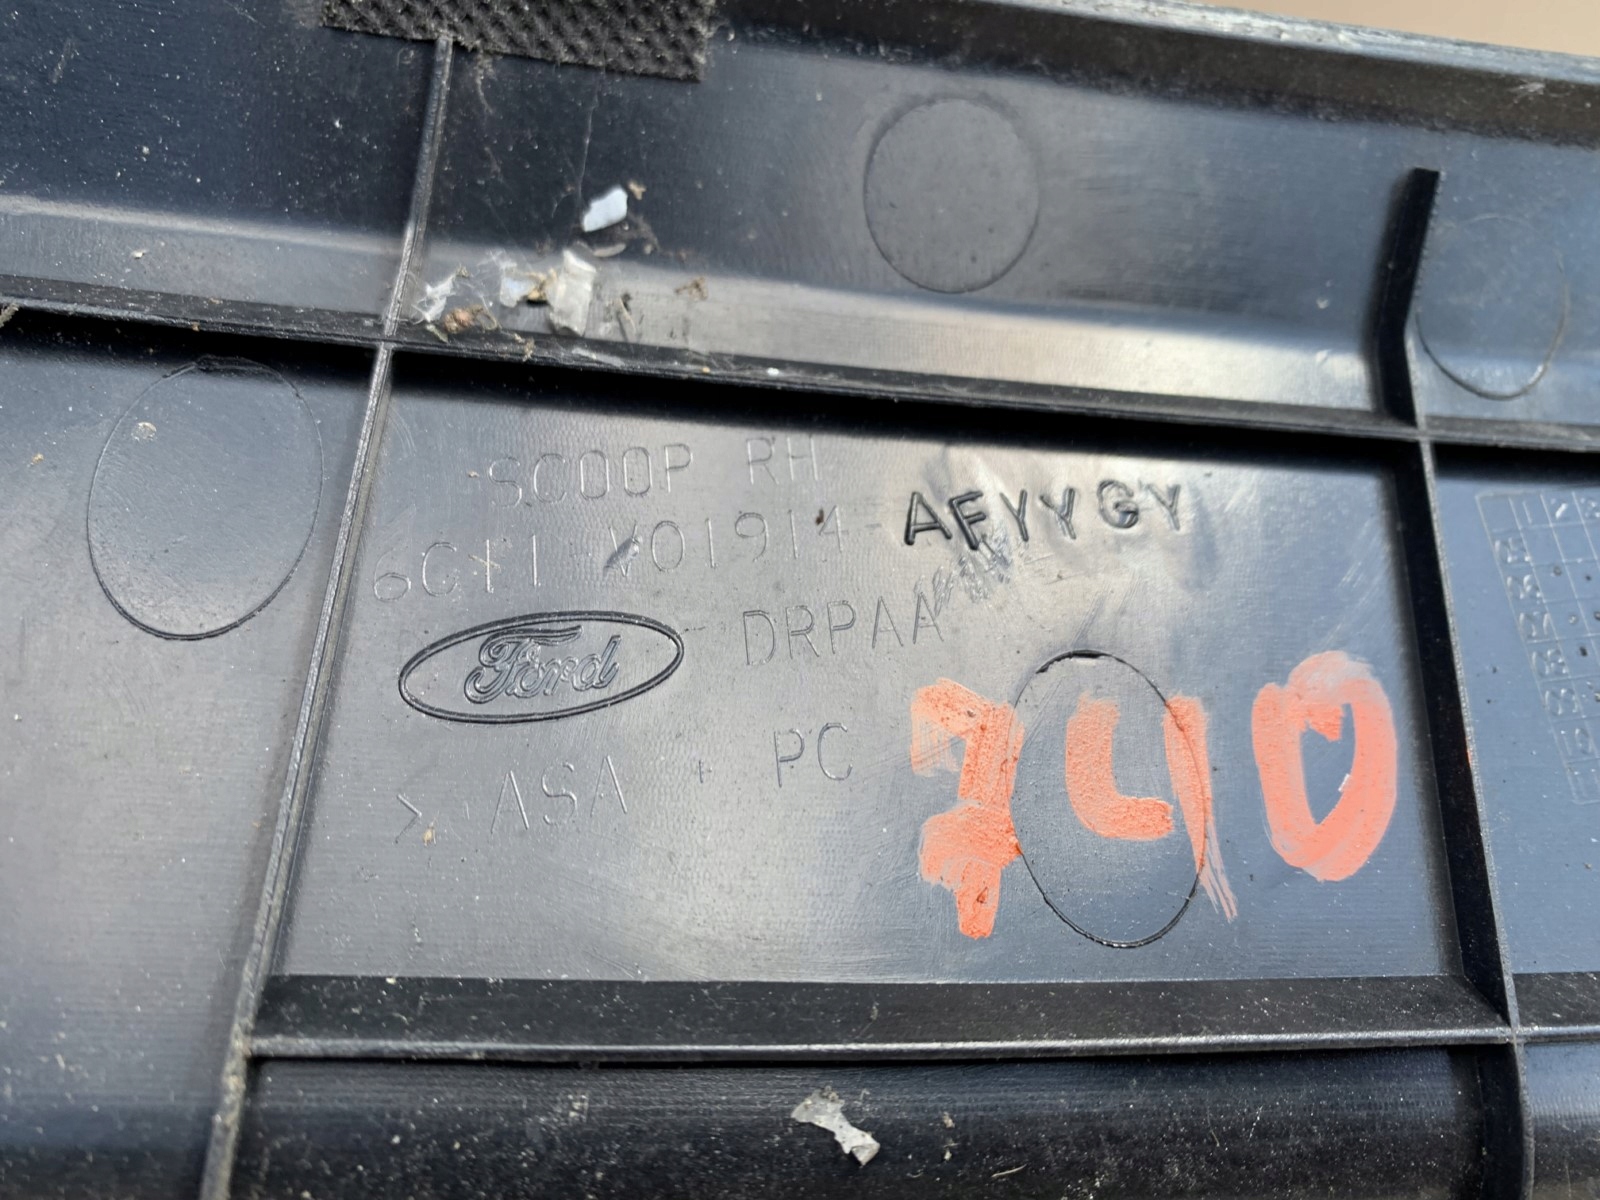 SCOOP RH
6C11-V01914-AFYYGY
Ford DRPAA
> ASA + PC
740